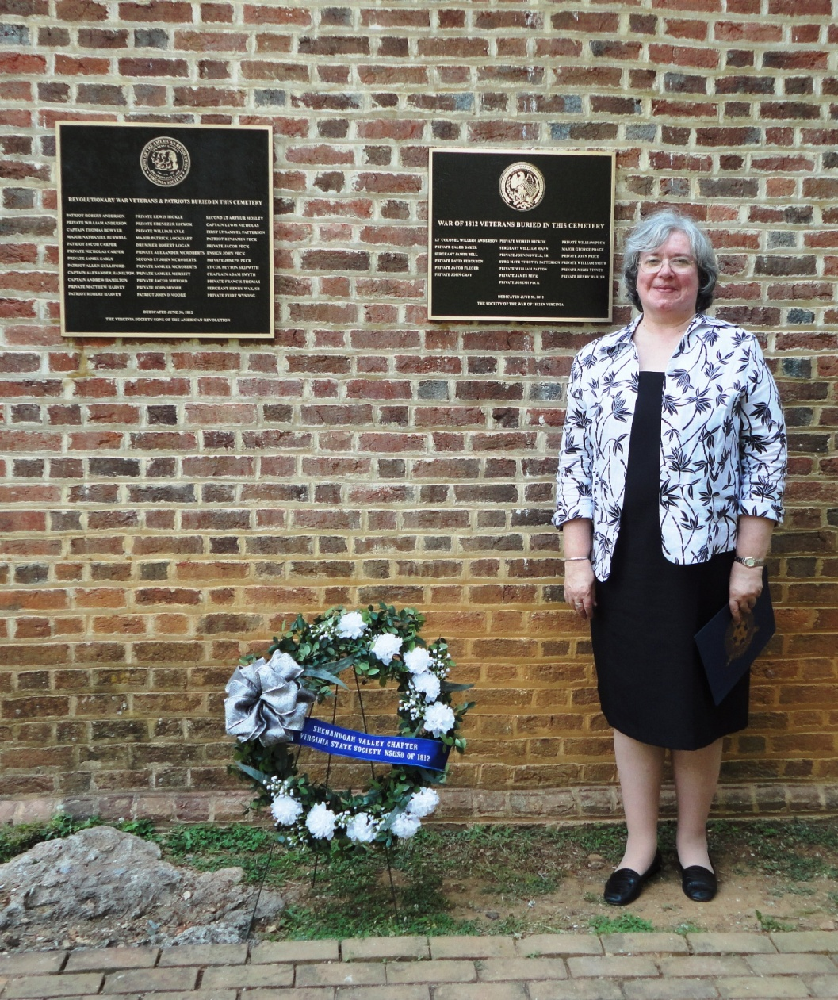 REVOLUTIONARY WAR VETERANS & PATRIOTS BURIED IN THIS CEMETERY
PATRIOT ROBERT ANDERSON
PRIVATE WILLIAM ANDERSON
CAPTAIN THOMAS BOWYER
MAJOR NATHANIEL BURWELL
PATRIOT JACOB CARPER
PRIVATE NICHOLAS CARPER
PRIVATE JAMES EARLY
PATRIOT ALLEN GULLIFORD
CAPTAIN ALEXANDER HAMILTON
CAPTAIN ANDREW HAMILTON
PRIVATE MATTHEW HARVEY
PATRIOT ROBERT HARVEY
PRIVATE LEWIS HICKLE
PRIVATE EBENEZER HICKOK
PRIVATE WILLIAM KYLE
MAJOR PATRICK LOCKHART
DRUMMER ROBERT LOGAN
PRIVATE ALEXANDER MCROBERTS
SECOND LT JOHN MCROBERTS
PRIVATE SAMUEL MCROBERTS
PRIVATE SAMUEL MERRITT
PRIVATE JACOB MIFFORD
PRIVATE JOHN MOORE
PATRIOT JOHN B MOORE
SECOND LT ARTHUR MOSLEY
CAPTAIN LEWIS NICHOLAS
FIRST LT SAMUEL PATTERSON
PATRIOT BENJAMIN PECK
PATRIOT JACOB PECK
ENSIGN JOHN PECK
PRIVATE JOSEPH PECK
LT COL PEYTON SKIPWITH
CHAPLAIN ADAM SMYTH
PRIVATE FRANCIS THOMAS
SERGEANT HENRY WAX, SR
PRIVATE FEIRY WYSONG
DEDICATED JUNE 30, 2012
THE VIRGINIA SOCIETY SONS OF THE AMERICAN REVOLUTION
WAR OF 1812 VETERANS BURIED IN THIS CEMETERY
LT COLONEL WILLIAM ANDERSON
PRIVATE CALEB BAKER
SERGEANT JAMES BELL
PRIVATE DAVID FERGUSON
PRIVATE JACOB FLEGER
PRIVATE JOHN GRAY
PRIVATE MORRIS HICKOK
SERGEANT WILLIAM MAIN
PRIVATE JOHN NOWELL, SR
SURG MATE TIMOTHY PATTERSON
PRIVATE WILLIAM PATTON
PRIVATE JAMES PECK
PRIVATE JOSEPH PECK
PRIVATE WILLIAM PECK
MAJOR GEORGE POAGE
PRIVATE JOHN PRICE
PRIVATE WILLIAM SMITH
PRIVATE MILES TINNEY
PRIVATE HENRY WAX, SR
THE SOCIETY OF THE WAR OF 1812 IN VIRGINIA
SHENANDOAH VALLEY CHAPTER
VIRGINIA STATE SOCIETY NSUSD OF 1812